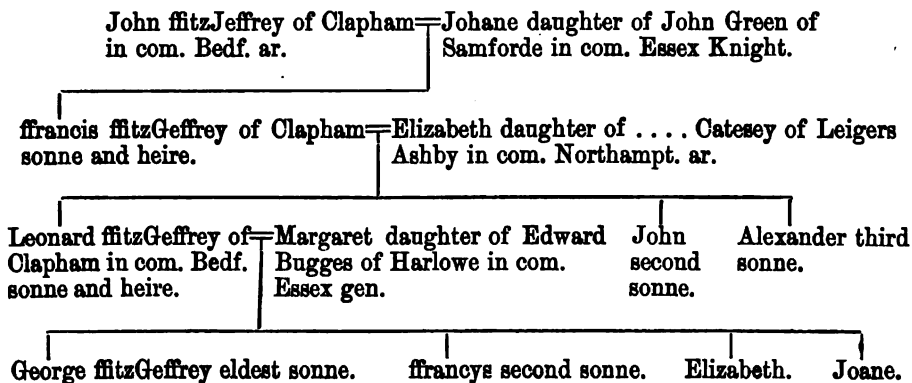 John ffitzJeffrey of Clapham
in com. Bedf. ar.
Johane daughter of John Green of
Samforde in com. Essex Knight.
ffrancis ffitzGeffrey of Clapham
sonne and heire.
Elizabeth daughter of .... Catesey of Leigers
Ashby in com. Northampt. ar.
Leonard ffitzGeffrey of
Clapham in com. Bedf.
sonne and heire.
Margaret daughter of Edward
Bugges of Harlowe in com.
Essex gen.
John
second
sonne.
Alexander third
sonne.
George ffitzGeffrey eldest sonne.
ffrancys second sonne.
Elizabeth.
Joane.